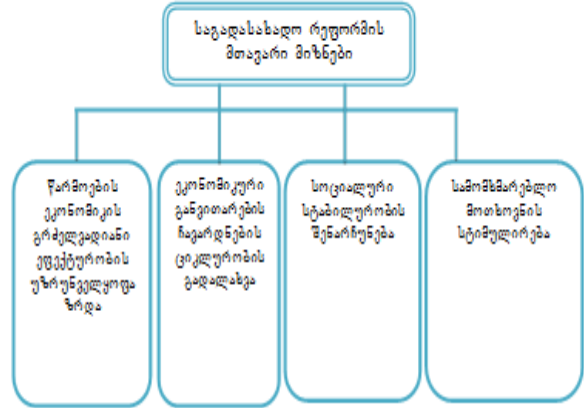 საგადასახადო რეფორმის
მთავარი მიზნები
წარმოების
ეკონომიკის
გრძელვადიანი
ეფექტურობის
უზრუნველყოფა
ზრდა
ეკონომიკური
განვითარების
ჩავარდნების
ციკლურობის
გადალახვა
სოციალური
სტაბილურობის
შენარჩუნება
სამომხმარებლო
მოთხოვნის
სტიმულირება